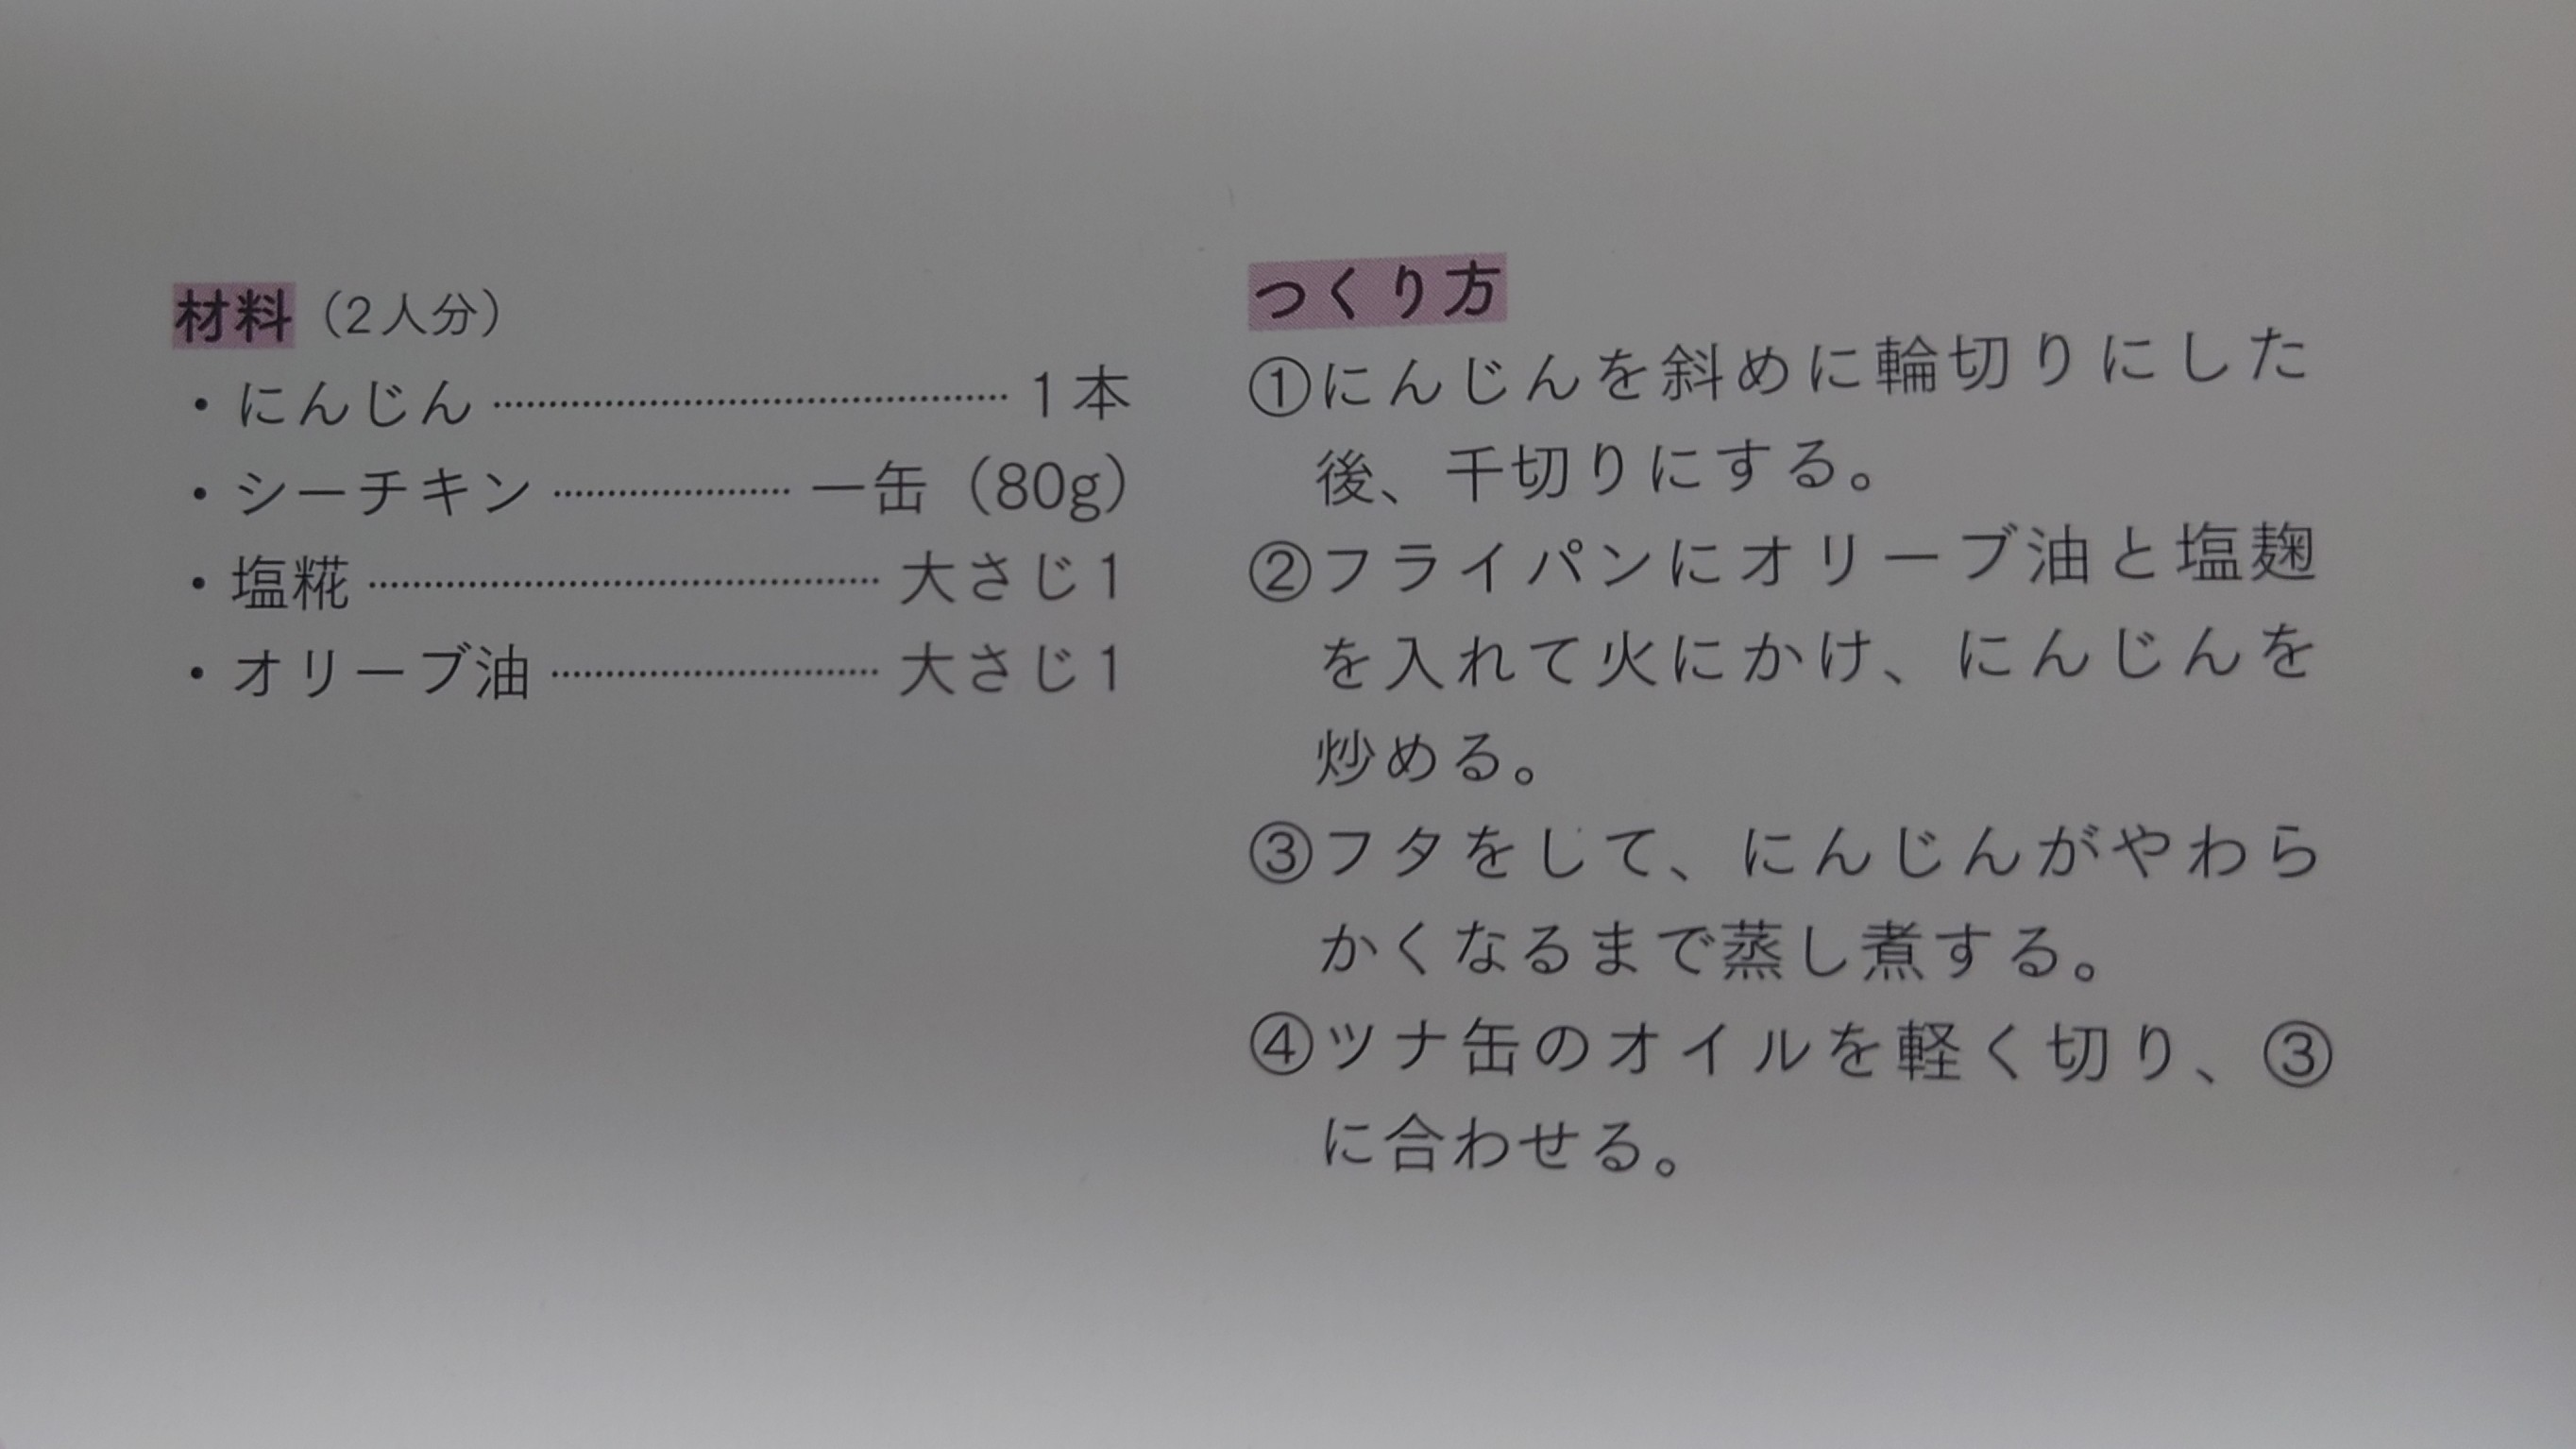 材料（2人分）
・にんじん…………………………………… 1本
・シーチキン……………… 一缶（80g）
・塩糀…………………………………… 大さじ1
・オリーブ油……………………… 大さじ1
つくり方
①にんじんを斜めに輪切りにした
後、千切りにする。
②フライパンにオリーブ油と塩麹
を入れて火にかけ、にんじんを
炒める。
③フタをして、にんじんがやわら
かくなるまで蒸し煮する。
④ツナ缶のオイルを軽く切り、③
に合わせる。